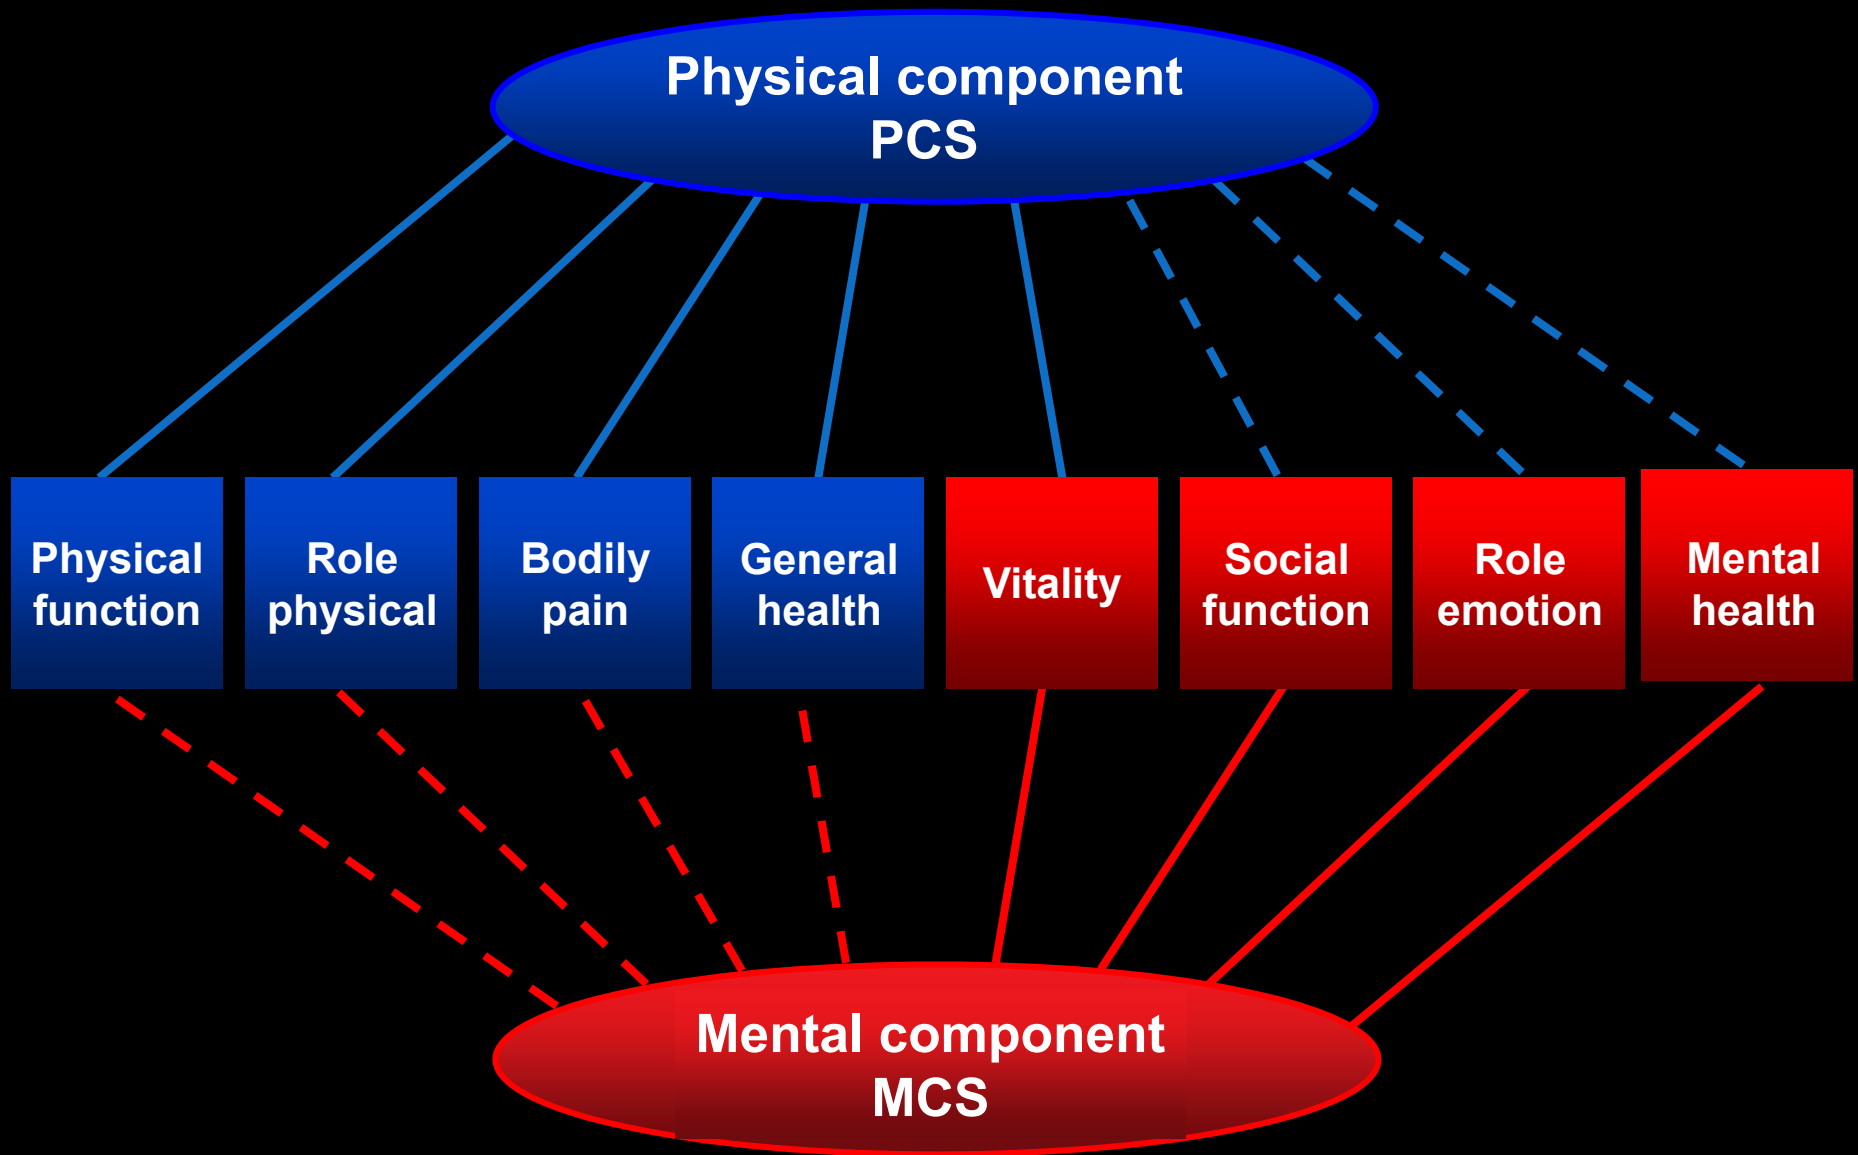 Physical component
PCS
Physical
function
Role
physical
Bodily
pain
General
health
Vitality
Social
function
Role
emotion
Mental
health
Mental component
MCS